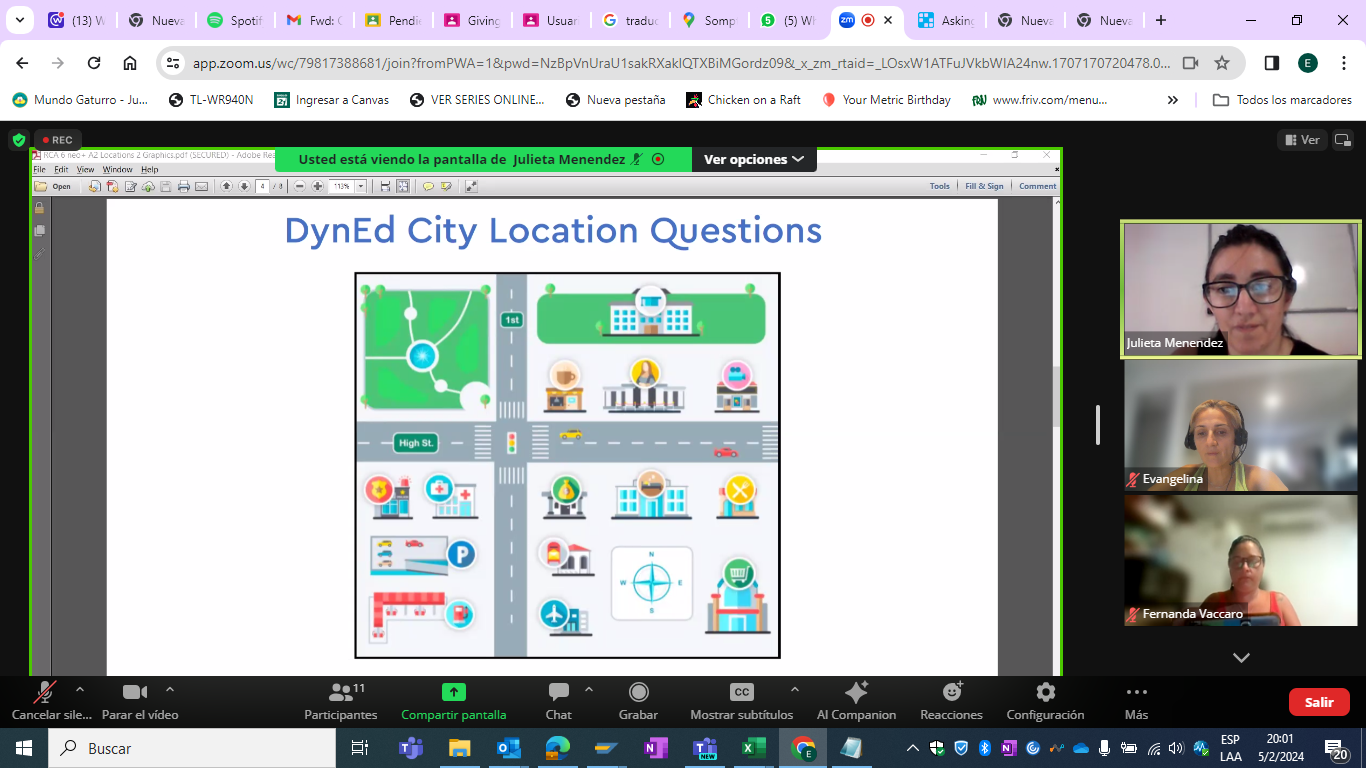 (13) W
Nueva
Spotif
Fwd: C
Pendie
Giving
Usuar
traduc
Somp
(5) Wh
Asking
Nueva
Nueva
app.zoom.us/wc/79817388681/join?fromPWA=1&pwd=NzBpVnUraU1sakRXaklQTXBiMGordz09&_x_zm_rtaid=_LOsxW1ATFuJVkbWIA24nw.1707170720478.0...
E
Mundo Gaturro - Ju...
TL-WR940N
Ingresar a Canvas
VER SERIES ONLINE...
Nueva pestaña
Chicken on a Raft
Your Metric Birthday
www.friv.com/menu...
»
Todos los marcadores
REC
Ver
RCA 6 neo+ A2 Locations 2 Graphics.pdf (SECURED) - Adobe Rea
Usted está viendo la pantalla de Julieta Menendez
Ver opciones
File Edit View Window Help
Open
4 / 8
113%
Tools
Fill & Sign
Comment
DynEd City Location Questions
1st
High St.
P
N
W E
S
Julieta Menendez
Evangelina
Fernanda Vaccaro
Cancelar sile...
Parar el vídeo
11
Participantes
Compartir pantalla
Chat
Grabar
CC
Mostrar subtítulos
AI Companion
Reacciones
Configuración
Más
Salir
Buscar
NEW
ESP
LAA
20:01
5/2/2024
20